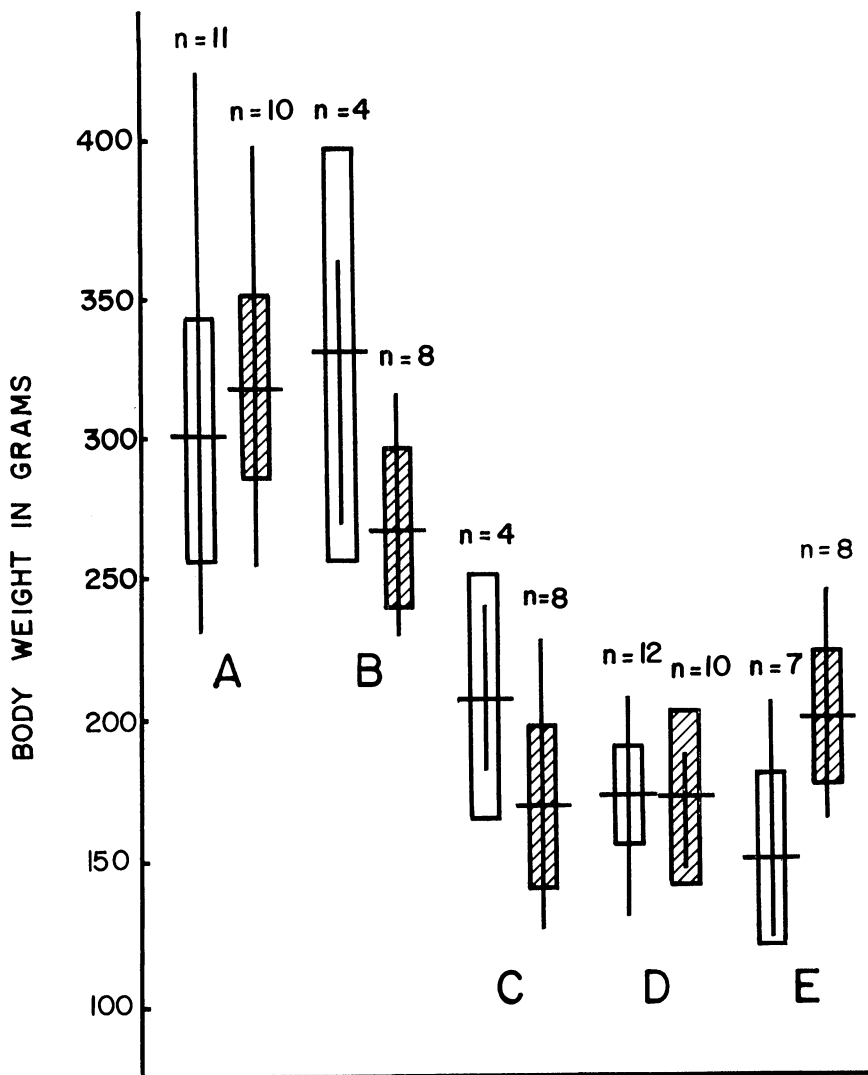 n=11
n=10
n=4
400
350
n=8
300
n=4
n=8
250
n=8
n=12
n=10
n=7
A
B
200
150
C
D
E
100
BODY WEIGHT IN GRAMS